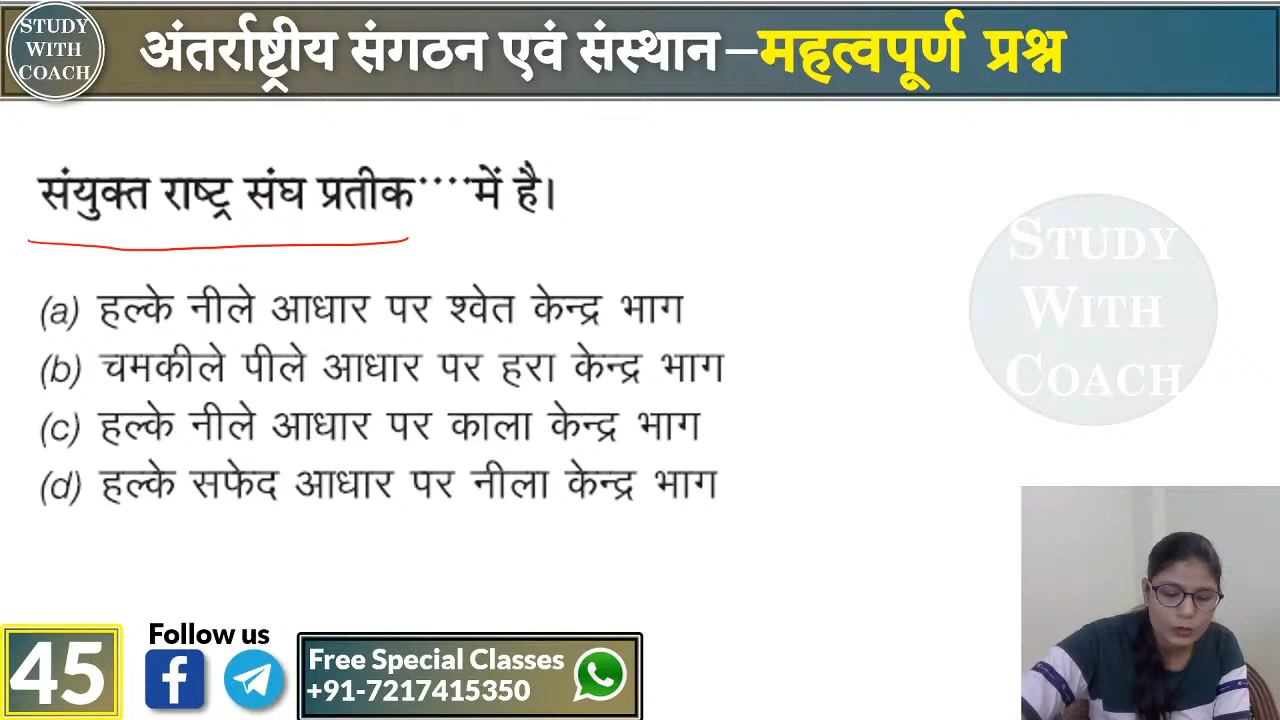 STUDY
WITH
COACH
अंतर्राष्ट्रीय संगठन एवं संस्थान–महत्वपूर्ण प्रश्न
संयुक्त राष्ट्र संघ प्रतीक····में है।
(a) हल्के नीले आधार पर श्वेत केन्द्र भाग
(b) चमकीले पीले आधार पर हरा केन्द्र भाग
(c) हल्के नीले आधार पर काला केन्द्र भाग
(d) हल्के सफेद आधार पर नीला केन्द्र भाग
STUDY
WITH
COACH
45
Follow us
Free Special Classes
+91-7217415350